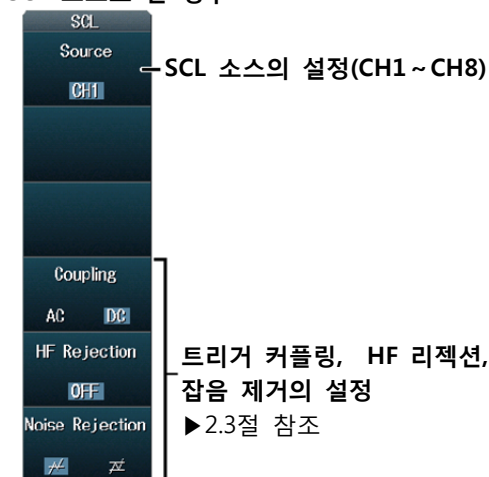 SCL
Source
SCL 소스의 설정(CH1~CH8)
CH1
Coupling
AC DC
HF Rejection
OFF
트리거 커플링, HF 리젝션,
잡음 제거의 설정
▶2.3절 참조
Noise Rejection